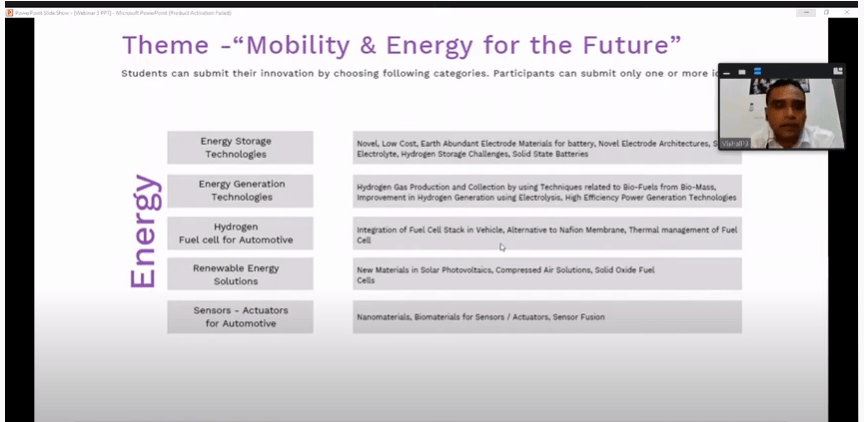 PowerPoint Slide Show - [Webinar 1 PPT] - Microsoft PowerPoint (Product Activation Failed)
Theme -“Mobility & Energy for the Future”
Students can submit their innovation by choosing following categories. Participants can submit only one or more
Energy
Energy Storage
Technologies
Novel, Low Cost, Earth Abundant Electrode Materials for battery, Novel Electrode Architectures,
Electrolyte, Hydrogen Storage Challenges, Solid State Batteries
Energy Generation
Technologies
Hydrogen Gas Production and Collection by using Techniques related to Bio-Fuels from Bio-Mass,
Improvement in Hydrogen Generation using Electrolysis, High Efficiency Power Generation Technologies
Hydrogen
Fuel cell for Automotive
Integration of Fuel Cell Stack in Vehicle, Alternative to Nafion Membrane, Thermal management of Fuel
Cell
Renewable Energy
Solutions
New Materials in Solar Photovoltaics, Compressed Air Solutions, Solid Oxide Fuel
Cells
Sensors - Actuators
for Automotive
Nanomaterials, Biomaterials for Sensors / Actuators, Sensor Fusion